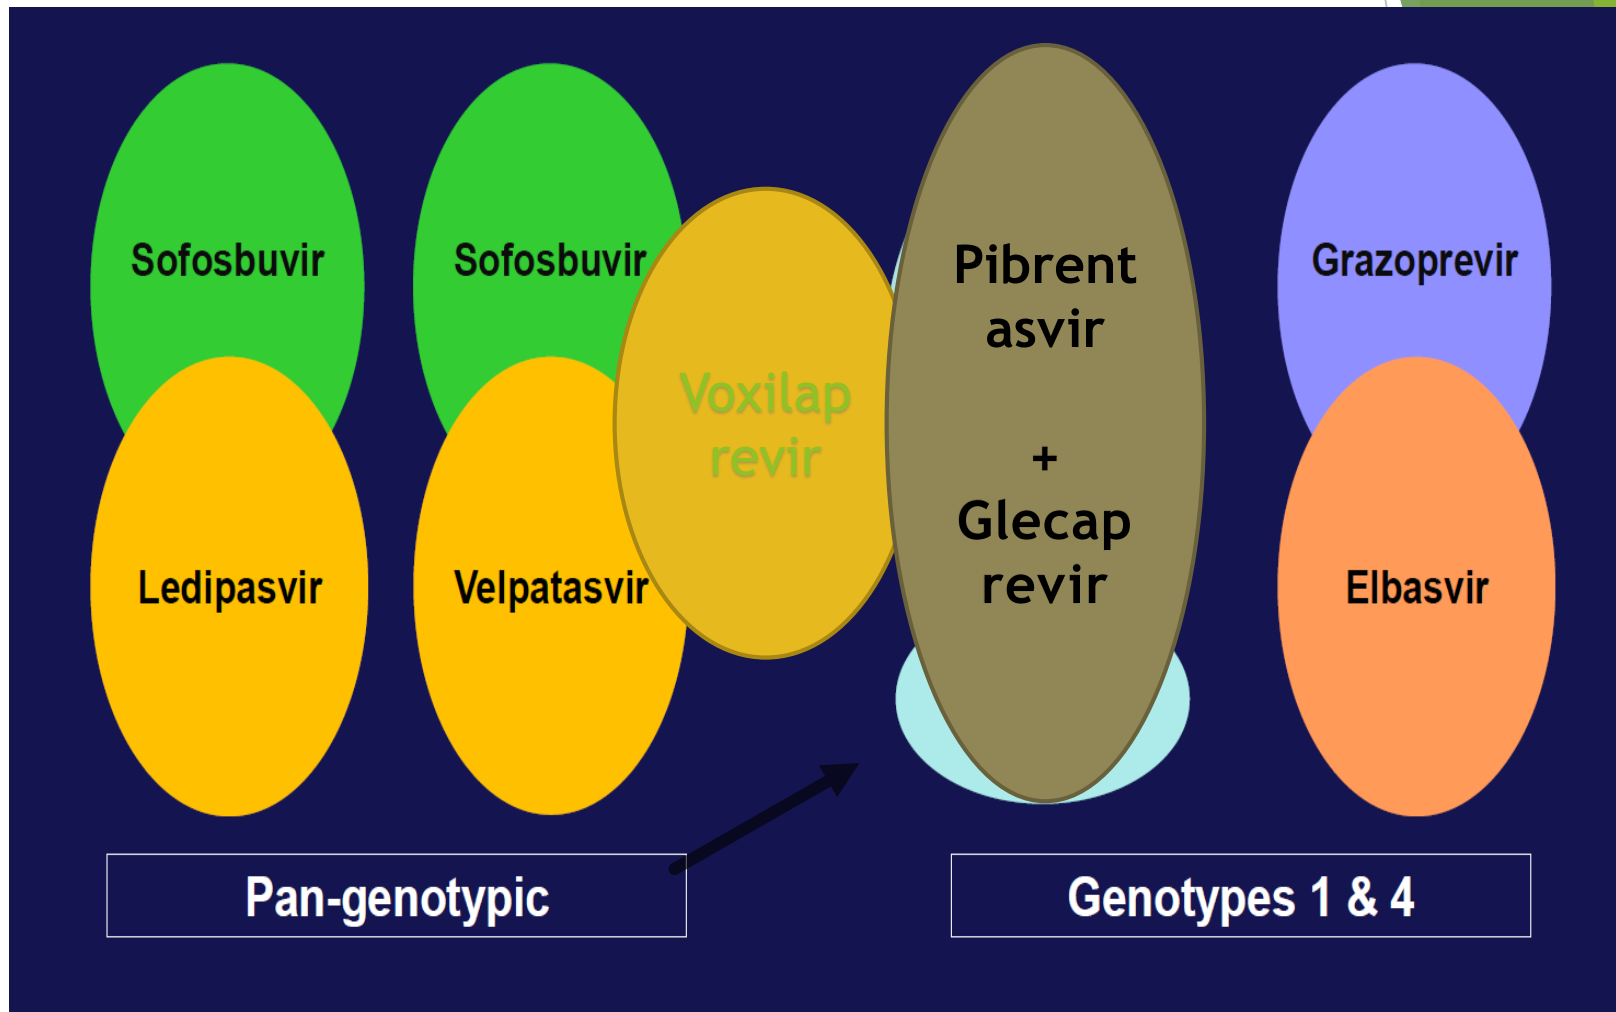 Sofosbuvir
Ledipasvir
Sofosbuvir
Velpatasvir
Voxilap
revir
Pibrent
asvir
+
Glecap
revir
Grazoprevir
Elbasvir
Pan-genotypic
Genotypes 1 & 4